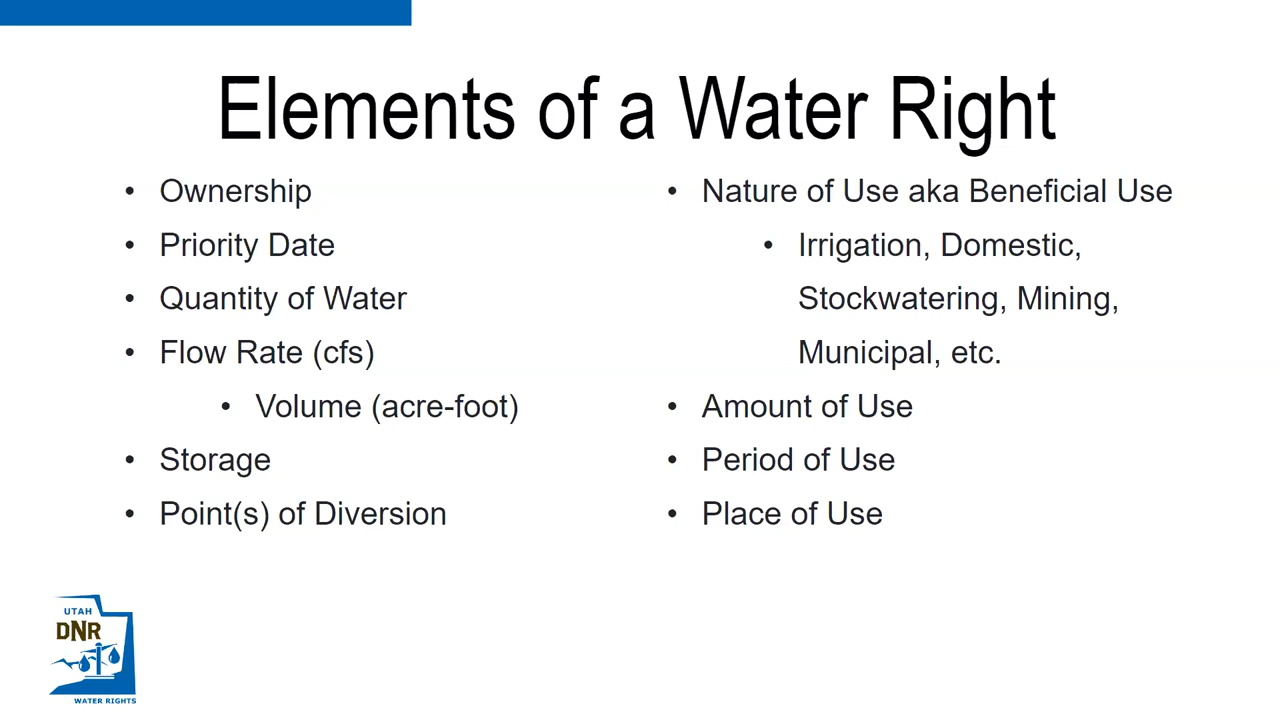 Elements of a Water Right
• Ownership
• Priority Date
• Quantity of Water
• Flow Rate (cfs)
• Volume (acre-foot)
• Storage
• Point(s) of Diversion
• Nature of Use aka Beneficial Use
• Irrigation, Domestic,
Stockwatering, Mining,
Municipal, etc.
• Amount of Use
• Period of Use
• Place of Use
UTAH
DNR
WATER RIGHTS